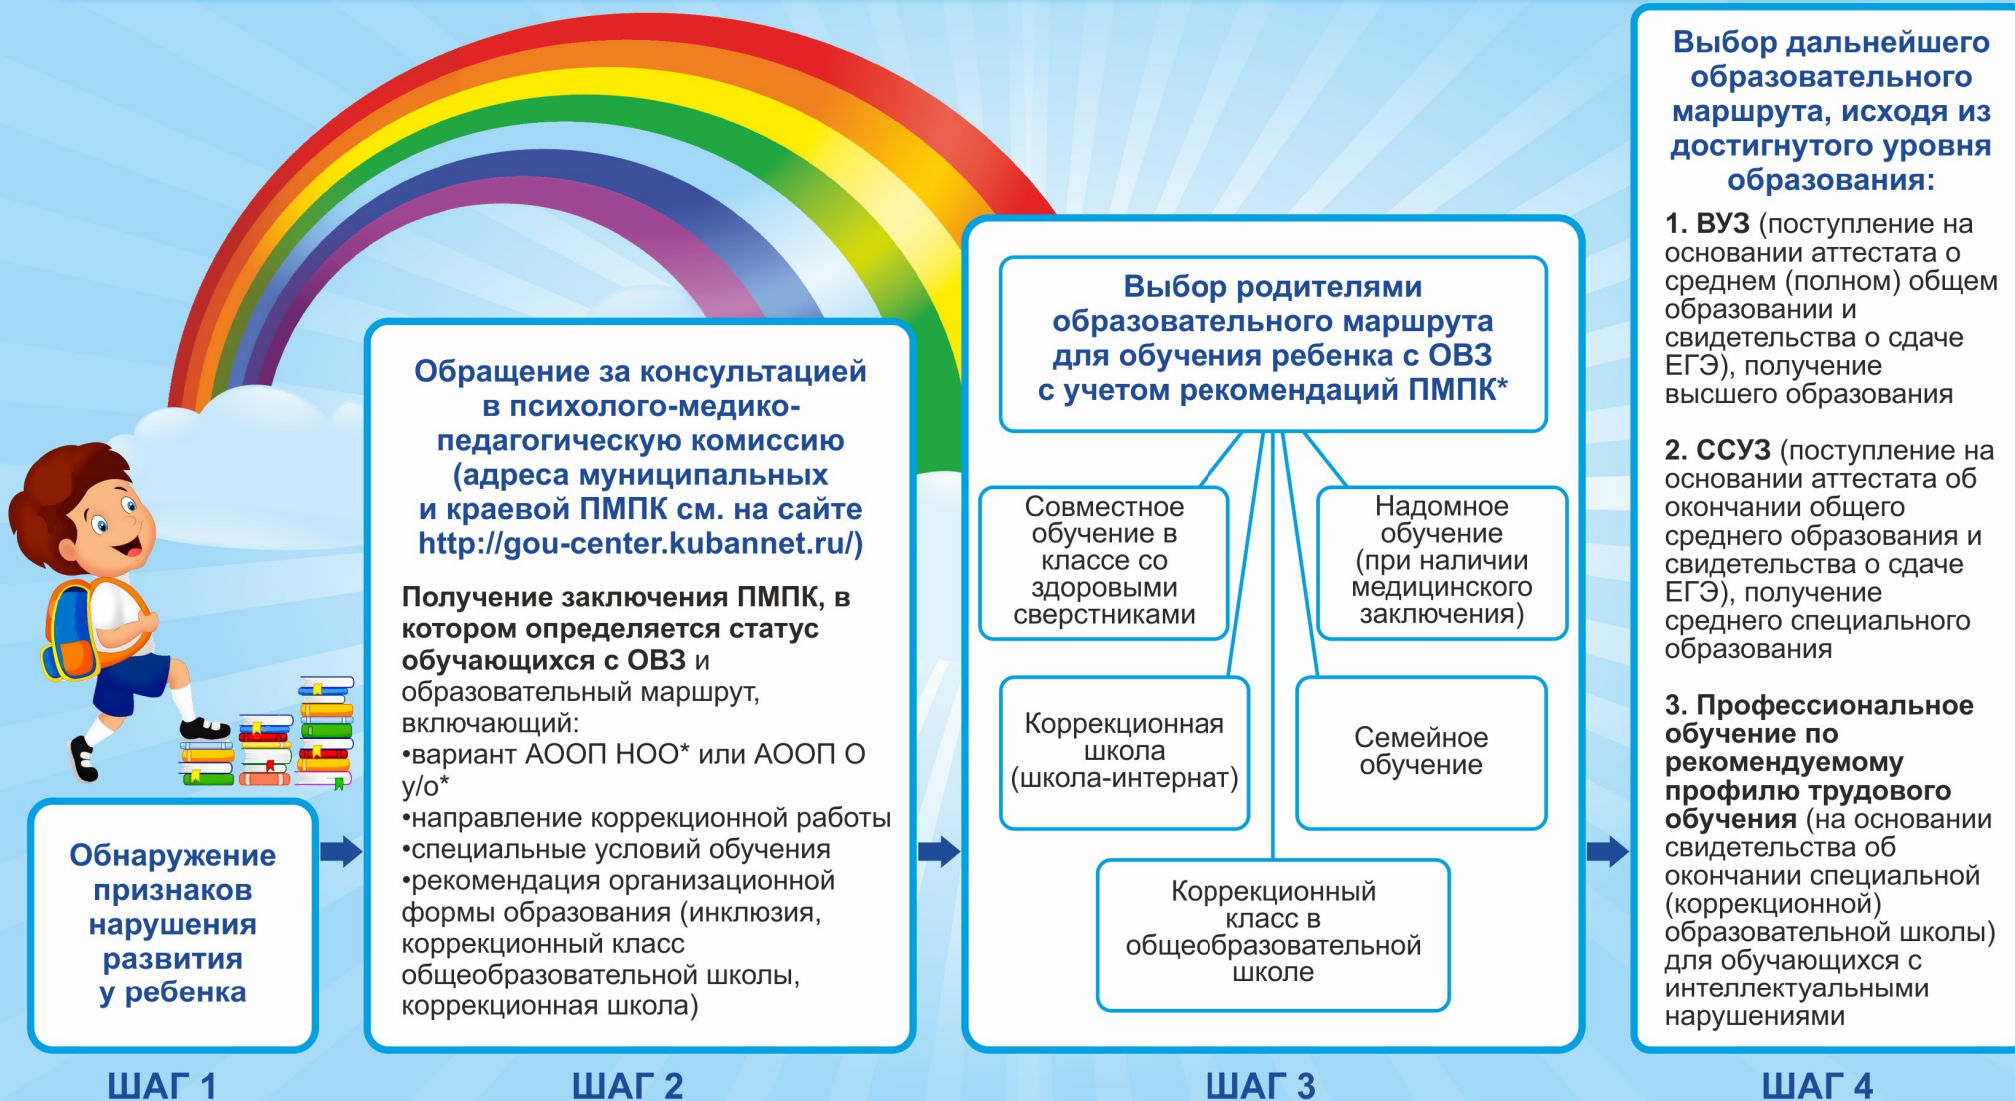 Обнаружение
признаков
нарушения
развития
у ребенка
ШАГ 1
Обращение за консультацией
в психолого-медико-
педагогическую комиссию
(адреса муниципальных
и краевой ПМПК см. на сайте
http://gou-center.kubannet.ru/)
Получение заключения ПМПК, в
котором определяется статус
обучающихся с ОВЗ и
образовательный маршрут,
включающий:
•вариант АООП НОО* или АООП О
у/о*
•направление коррекционной работы
•специальные условий обучения
•рекомендация организационной
формы образования (инклюзия,
коррекционный класс
общеобразовательной школы,
коррекционная школа)
ШАГ 2
Выбор родителями
образовательного маршрута
для обучения ребенка с ОВЗ
с учетом рекомендаций ПМПК*
Совместное
обучение в
классе со
здоровыми
сверстниками
Надомное
обучение
(при наличии
медицинского
заключения)
Коррекционная
школа
(школа-интернат)
Семейное
обучение
Коррекционный
класс в
общеобразовательной
школе
ШАГ 3
Выбор дальнейшего
образовательного
маршрута, исходя из
достигнутого уровня
образования:
1. ВУЗ (поступление на
основании аттестата о
среднем (полном) общем
образовании и
свидетельства о сдаче
ЕГЭ), получение
высшего образования
2. ССУЗ (поступление на
основании аттестата об
окончании общего
среднего образования и
свидетельства о сдаче
ЕГЭ), получение
среднего специального
образования
3. Профессиональное
обучение по
рекомендуемому
профилю трудового
обучения (на основании
свидетельства об
окончании специальной
(коррекционной)
образовательной школы)
для обучающихся с
интеллектуальными
нарушениями
ШАГ 4